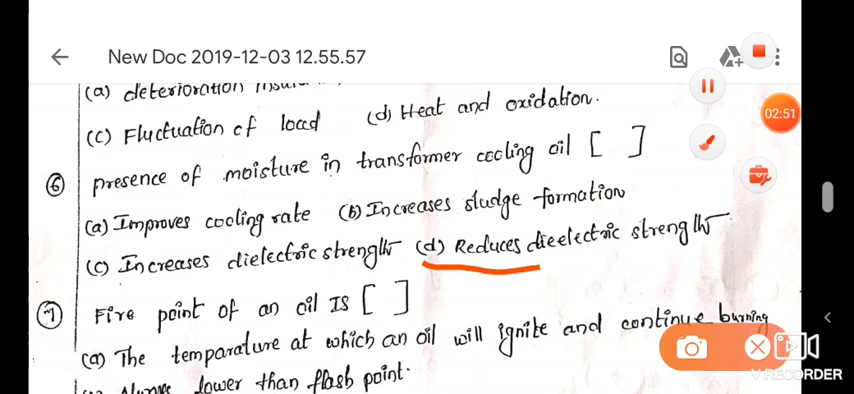 New Doc 2019-12-03 12.55.57
02:51
(a) deterioration
(c) Fluctuation of load (d) Heat and oxidation.
⑥ presence of moisture in transformer cooling oil [ ]
(a) Improves cooling rate (b) Increases sludge formation
(c) Increases dielectric strength (d) Reduces dielectric strength
⑦ Fire point of an oil IS [ ]
(a) The temparature at which an oil will ignite and continue burning
lower than flash point.
V RECORDER